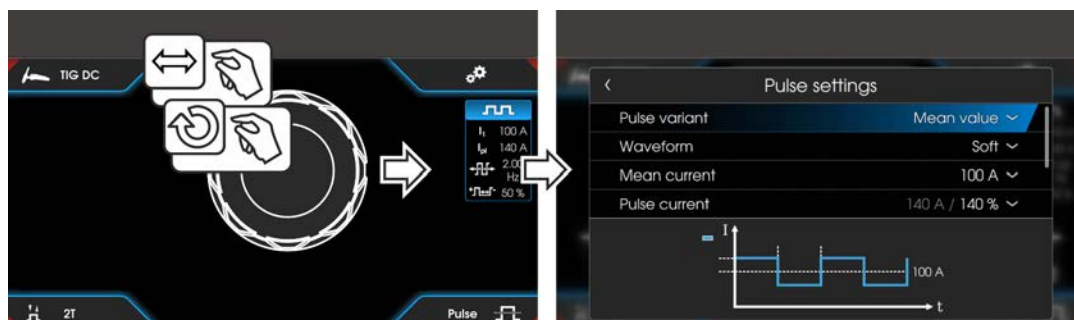 TIG DC
I₁ 100 A
Ipl 140 A
2.00
Hz
50 %
2T
Pulse
Pulse settings
Pulse variant Mean value
Waveform Soft
Mean current 100 A
Pulse current 140 A / 140 %
I
100 A
t